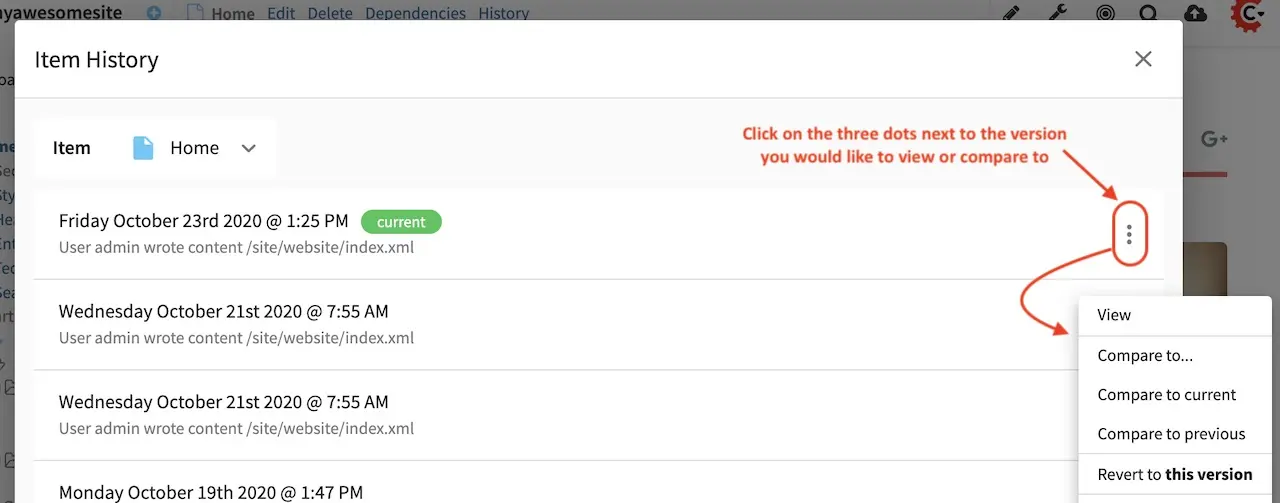 yawesomesite Home Edit Delete Dependencies History
Item History
Item Home
Click on the three dots next to the version
you would like to view or compare to
G+
Friday October 23rd 2020 @ 1:25 PM current
User admin wrote content /site/website/index.xml
Wednesday October 21st 2020 @ 7:55 AM
User admin wrote content /site/website/index.xml
View
Compare to...
Compare to current
Wednesday October 21st 2020 @ 7:55 AM
User admin wrote content /site/website/index.xml
Compare to previous
Revert to this version
Monday October 19th 2020 @ 1:47 PM